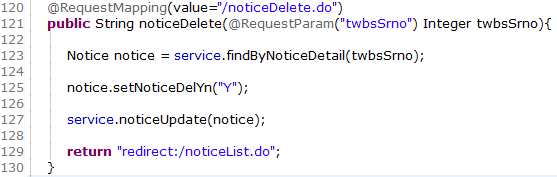 120 @RequestMapping(value="/noticeDelete.do")
121 public String noticeDelete(@RequestParam("twbsSrno") Integer twbsSrno){
122
123 Notice notice = service.findByNoticeDetail(twbsSrno);
124
125 notice.setNoticeDelYn("Y");
126
127 service.noticeUpdate(notice);
128
129 return "redirect:/noticeList.do";
130 }